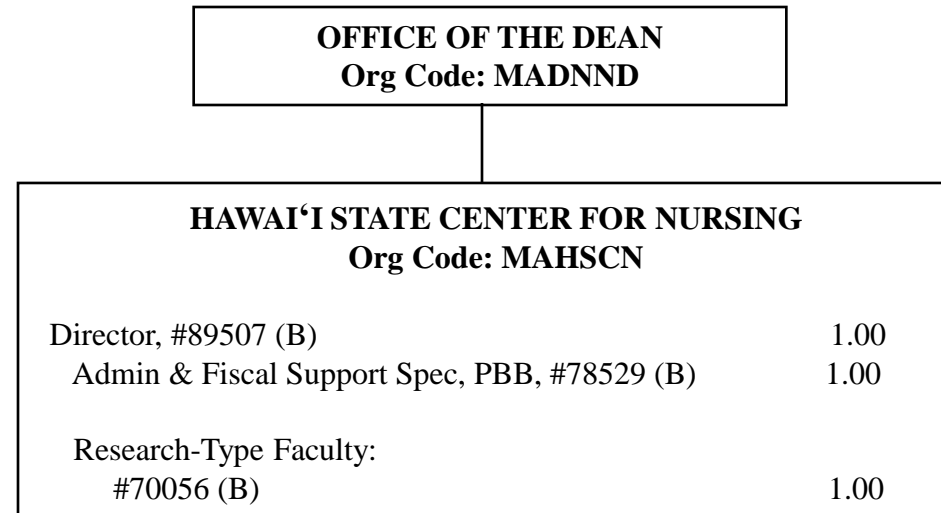 OFFICE OF THE DEAN
Org Code: MADNND
HAWAIʻI STATE CENTER FOR NURSING
Org Code: MAHSCN
Director, #89507 (B) 1.00
Admin & Fiscal Support Spec, PBB, #78529 (B) 1.00
Research-Type Faculty:
#70056 (B) 1.00